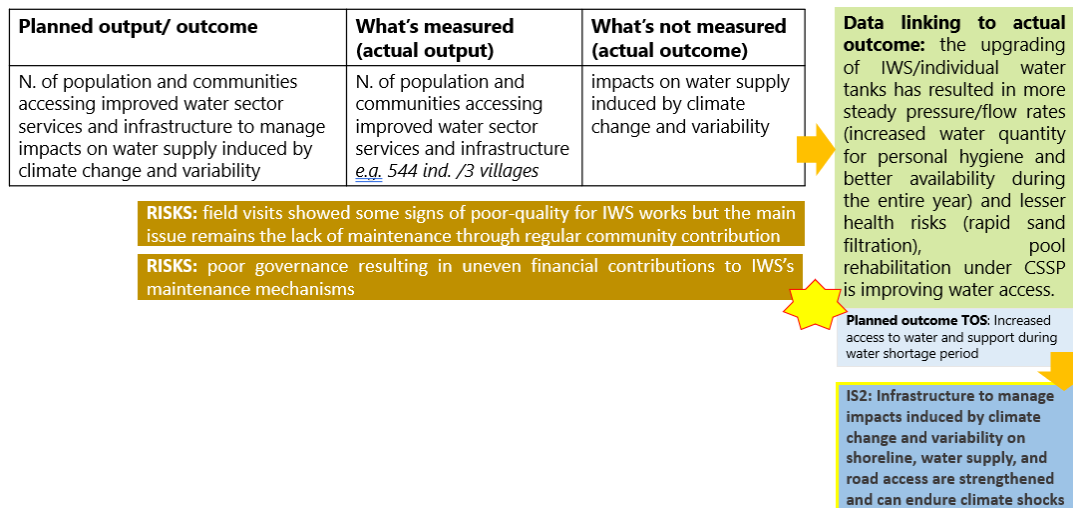 Planned output/ outcome
What's measured
(actual output)
What's not measured
(actual outcome)
N. of population and communities
accessing improved water sector
services and infrastructure to manage
impacts on water supply induced by
climate change and variability
N. of population and
communities accessing
improved water sector
services and infrastructure
e.g. 544 ind. /3 villages
impacts on water supply
induced by climate
change and variability
RISKS: field visits showed some signs of poor-quality for IWS works but the main
issue remains the lack of maintenance through regular community contribution
RISKS: poor governance resulting in uneven financial contributions to IWS's
maintenance mechanisms
Data linking to actual
outcome: the upgrading
of IWS/individual water
tanks has resulted in more
steady pressure/flow rates
(increased water quantity
for personal hygiene and
better availability during
the entire year) and lesser
health risks (rapid sand
filtration), pool
rehabilitation under CSSP
is improving water access.
Planned outcome TOS: Increased
access to water and support during
water shortage period
IS2: Infrastructure to manage
impacts induced by climate
change and variability on
shoreline, water supply, and
road access are strengthened
and can endure climate shocks